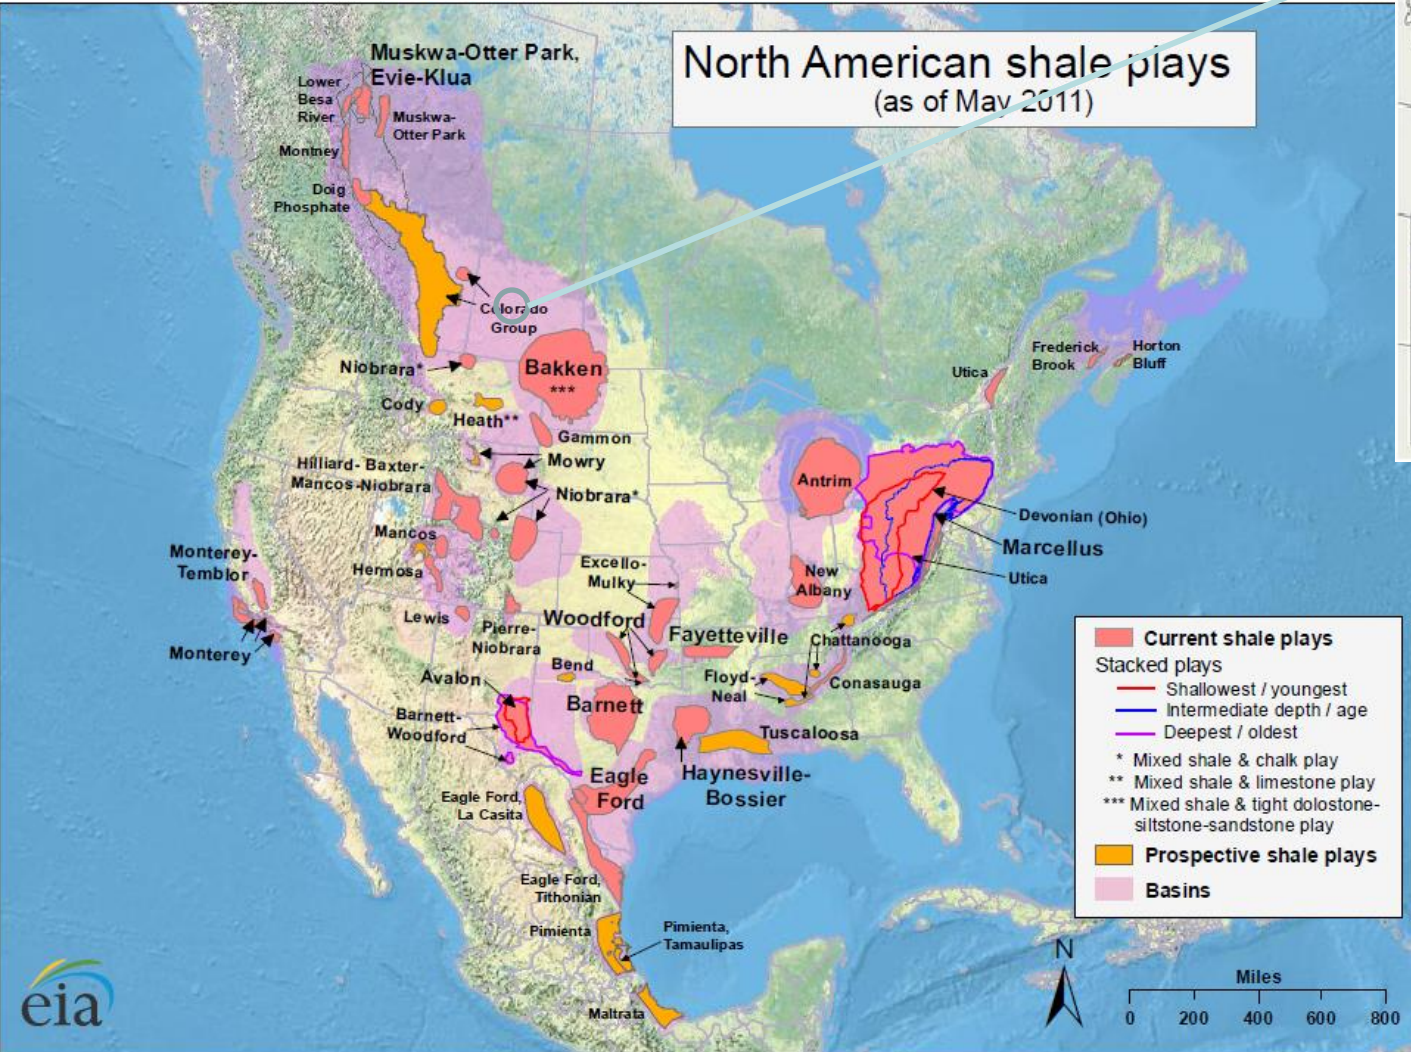 North American shale plays
(as of May 2011)
Muskwa-Otter Park,
Evie-Klua
Lower
Besa
River
Muskwa-
Otter Park
Montney
Doig
Phosphate
Colorado
Group
Niobrara*
Bakken
***
Cody
Heath**
Gammon
Mowry
Hilliard- Baxter-
Mancos-Niobrara
Niobrara*
Mancos
Hermosa
Monterey-
Temblor
Monterey
Lewis
Pierre-
Niobrara
Excello-
Mulky
Woodford
Fayetteville
Bend
Avalon
Barnett-
Woodford
Barnett
Eagle
Ford
Haynesville-
Bossier
Tuscaloosa
Floyd-
Neal
Chattanooga
Conasauga
New
Albany
Antrim
Utica
Frederick
Brook
Horton
Bluff
Devonian (Ohio)
Marcellus
Utica
Eagle Ford,
La Casita
Eagle Ford,
Tithonian
Pimienta
Pimienta,
Tamaulipas
Maltrata
Current shale plays
Stacked plays
Shallowest / youngest
Intermediate depth / age
Deepest / oldest
* Mixed shale & chalk play
** Mixed shale & limestone play
*** Mixed shale & tight dolostone-
siltstone-sandstone play
Prospective shale plays
Basins
N
Miles
0 200 400 600 800
eia